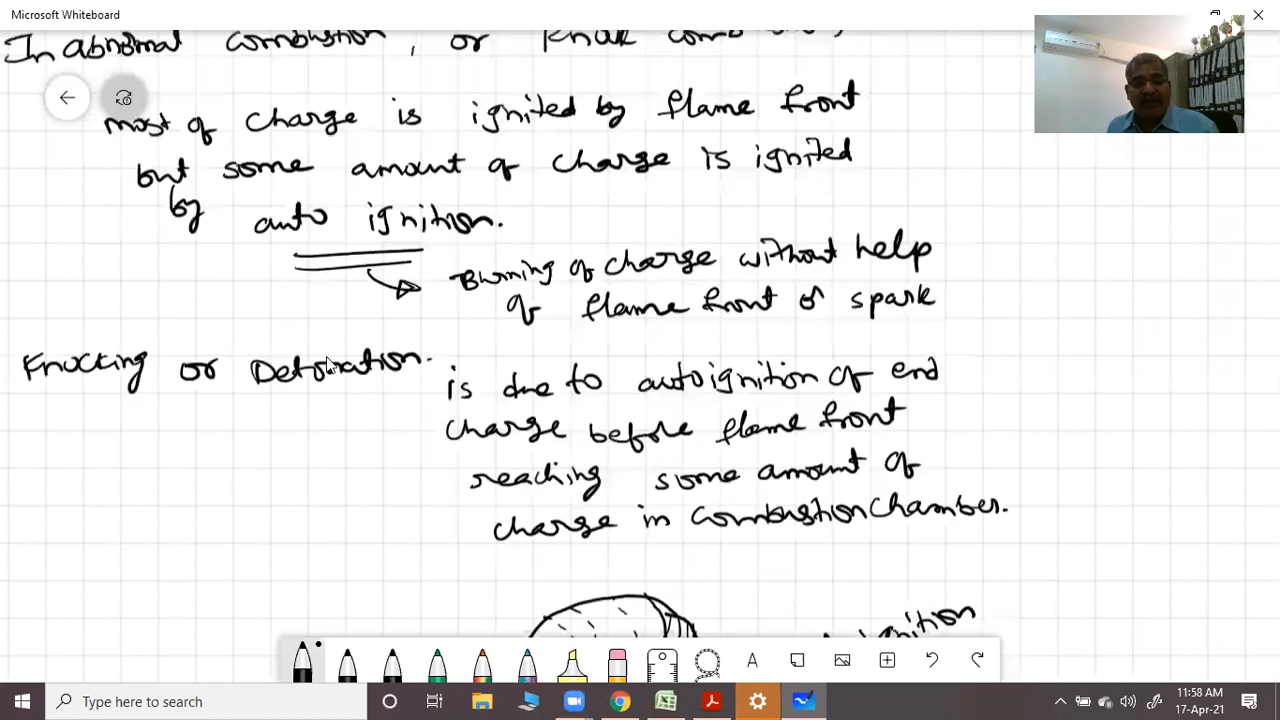 Microsoft Whiteboard
In abnormal combustion, or
most of charge is ignited by flame front
but some amount of charge is ignited
by auto ignition.
Burning of charge without help
of flame front or spark
Knocking or Detonation.
is due to autoignition of end
charge before flame front
reaching some amount of
charge in combustion chamber.
ignition
Type here to search
11:58 AM
17-Apr-21